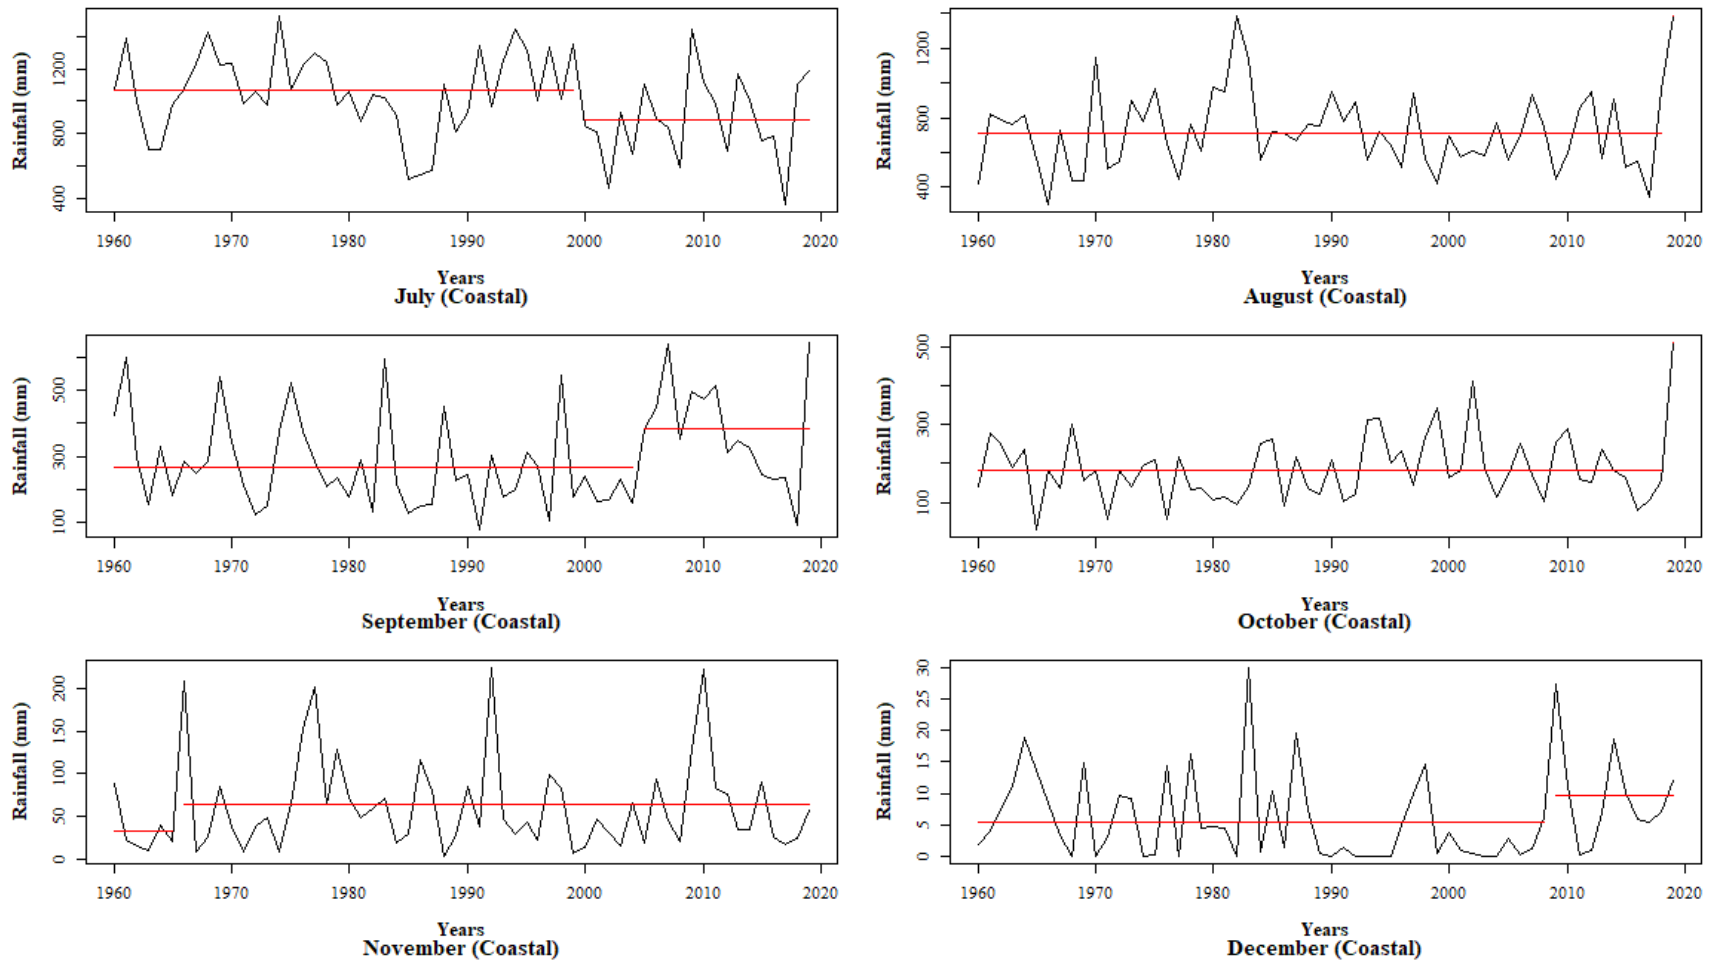 Rainfall (mm)
400 800 1200
1960 1970 1980 1990 2000 2010 2020
Years
July (Coastal)
Rainfall (mm)
400 800 1200
1960 1970 1980 1990 2000 2010 2020
Years
August (Coastal)
Rainfall (mm)
100 300 500
1960 1970 1980 1990 2000 2010 2020
Years
September (Coastal)
Rainfall (mm)
100 300 500
1960 1970 1980 1990 2000 2010 2020
Years
October (Coastal)
Rainfall (mm)
0 50 100 150 200
1960 1970 1980 1990 2000 2010 2020
Years
November (Coastal)
Rainfall (mm)
0 5 10 15 20 25 30
1960 1970 1980 1990 2000 2010 2020
Years
December (Coastal)